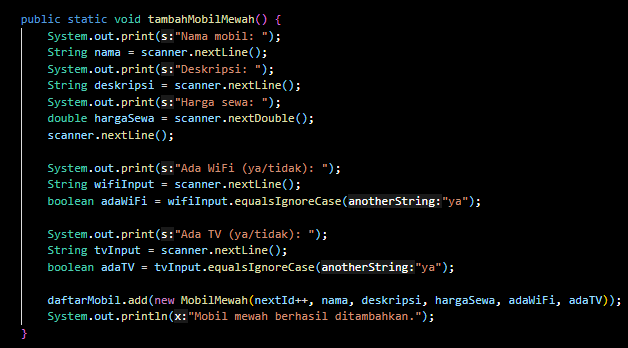 public static void tambahMobilMewah() {
System.out.print(s:"Nama mobil: ");
String nama = scanner.nextLine();
System.out.print(s:"Deskripsi: ");
String deskripsi = scanner.nextLine();
System.out.print(s:"Harga sewa: ");
double hargaSewa = scanner.nextDouble();
scanner.nextLine();
System.out.print(s:"Ada WiFi (ya/tidak): ");
String wifiInput = scanner.nextLine();
boolean adaWiFi = wifiInput.equalsIgnoreCase(anotherString:"ya");
System.out.print(s:"Ada TV (ya/tidak): ");
String tvInput = scanner.nextLine();
boolean adaTV = tvInput.equalsIgnoreCase(anotherString:"ya");
daftarMobil.add(new MobilMewah(nextId++, nama, deskripsi, hargaSewa, adaWiFi, adaTV));
System.out.println(x:"Mobil mewah berhasil ditambahkan.");
}